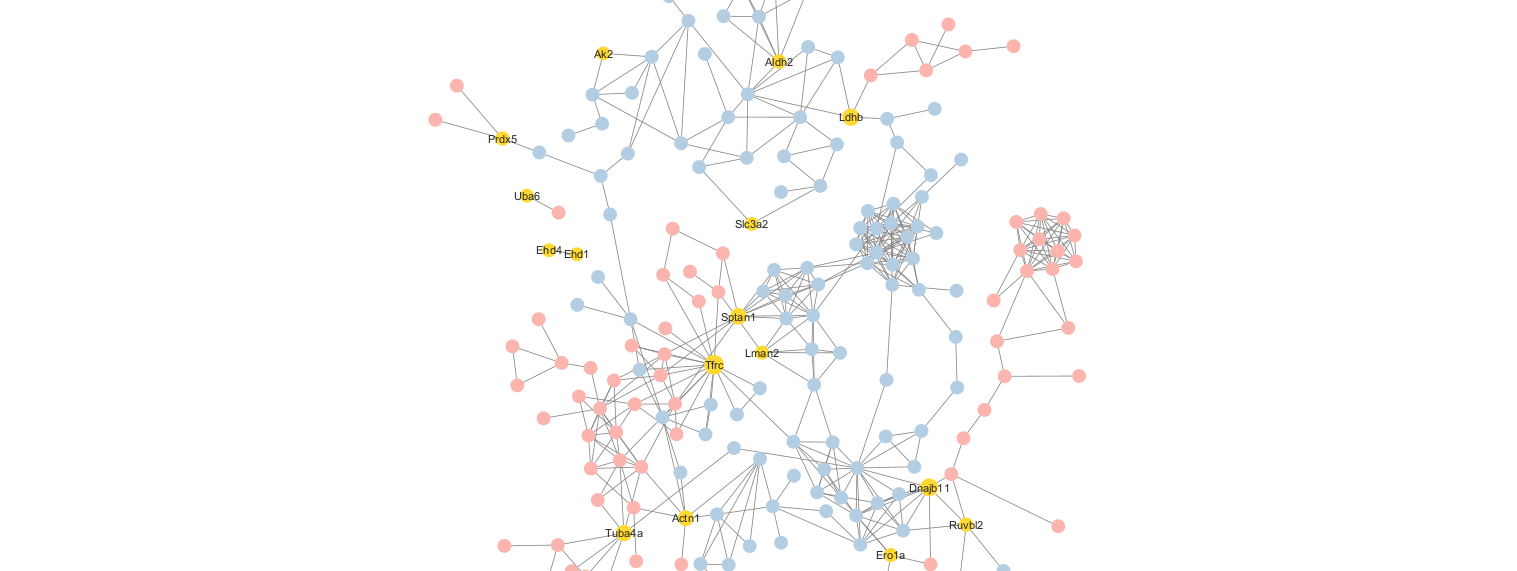 Ak2
Aldh2
Ldhb
Prdx5
Uba6
Slc3a2
Ehd4
Ehd1
Sptan1
Lman2
Tfrc
Dnajb11
Actn1
Ruvbl2
Tuba4a
Ero1a